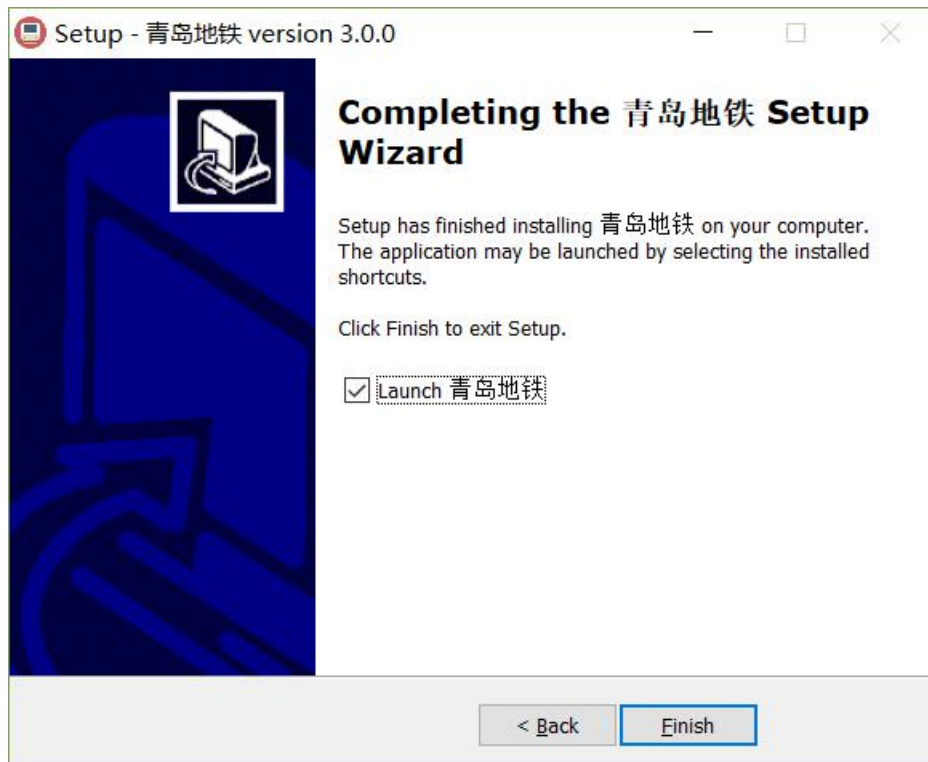 Setup - 青岛地铁 version 3.0.0
Completing the 青岛地铁 Setup
Wizard
Setup has finished installing 青岛地铁 on your computer.
The application may be launched by selecting the installed
shortcuts.
Click Finish to exit Setup.
Launch 青岛地铁
< Back
Finish